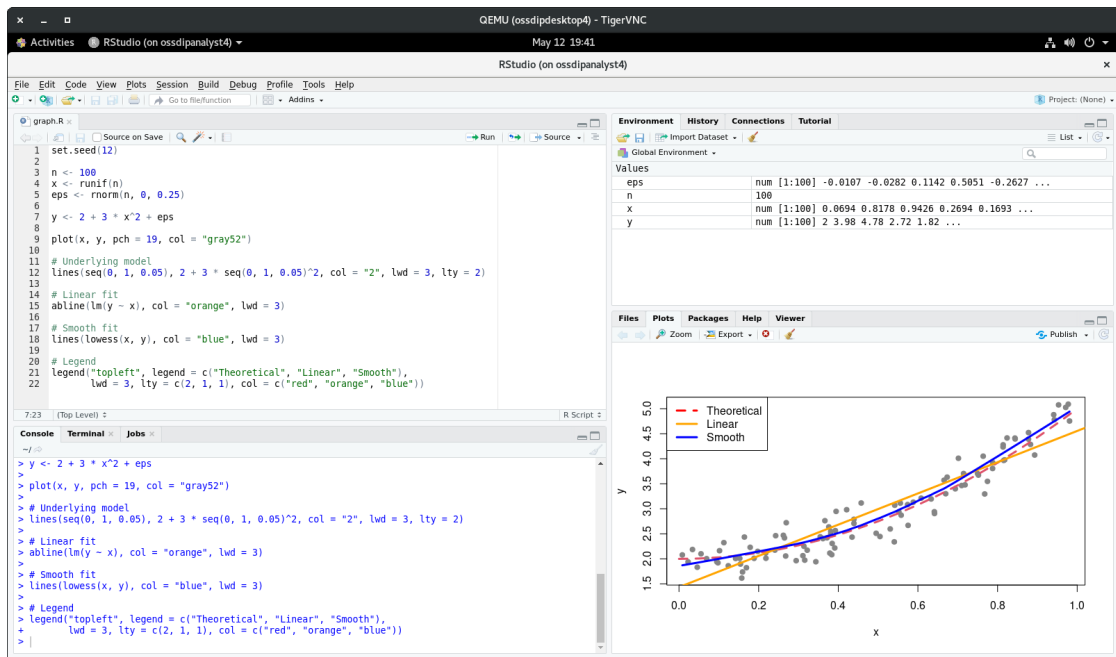 QEMU (ossdipdesktop4) - TigerVNC
Activities RStudio (on ossdipanalyst4) May 12 19:41
RStudio (on ossdipanalyst4)
File Edit Code View Plots Session Build Debug Profile Tools Help
Go to file/function Addins Project: (None)
graph.R
Source on Save Run Source
1 set.seed(12)
2
3 n <- 100
4 x <- runif(n)
5 eps <- rnorm(n, 0, 0.25)
6
7 y <- 2 + 3 * x^2 + eps
8
9 plot(x, y, pch = 19, col = "gray52")
10
11 # Underlying model
12 lines(seq(0, 1, 0.05), 2 + 3 * seq(0, 1, 0.05)^2, col = "2", lwd = 3, lty = 2)
13
14 # Linear fit
15 abline(lm(y ~ x), col = "orange", lwd = 3)
16
17 # Smooth fit
18 lines(lowess(x, y), col = "blue", lwd = 3)
19
20 # Legend
21 legend("topleft", legend = c("Theoretical", "Linear", "Smooth"),
22 lwd = 3, lty = c(2, 1, 1), col = c("red", "orange", "blue"))
7:23 (Top Level) R Script
Console Terminal Jobs
~/
> y <- 2 + 3 * x^2 + eps
>
> plot(x, y, pch = 19, col = "gray52")
>
> # Underlying model
> lines(seq(0, 1, 0.05), 2 + 3 * seq(0, 1, 0.05)^2, col = "2", lwd = 3, lty = 2)
>
> # Linear fit
> abline(lm(y ~ x), col = "orange", lwd = 3)
>
> # Smooth fit
> lines(lowess(x, y), col = "blue", lwd = 3)
>
> # Legend
> legend("topleft", legend = c("Theoretical", "Linear", "Smooth"),
+ lwd = 3, lty = c(2, 1, 1), col = c("red", "orange", "blue"))
>
Environment History Connections Tutorial
Import Dataset List
Global Environment
Values
eps num [1:100] -0.0107 -0.0282 0.1142 0.5051 -0.2627 ...
n 100
x num [1:100] 0.0694 0.8178 0.9426 0.2694 0.1693 ...
y num [1:100] 2 3.98 4.78 2.72 1.82 ...
Files Plots Packages Help Viewer
Zoom Export Publish
Theoretical
Linear
Smooth
5.0
4.5
4.0
3.5
3.0
2.5
2.0
1.5
y
0.0 0.2 0.4 0.6 0.8 1.0
x